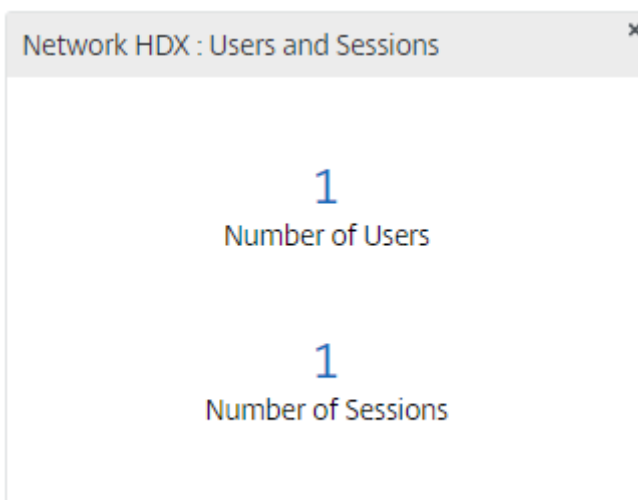 Network HDX : Users and Sessions
1
Number of Users
1
Number of Sessions